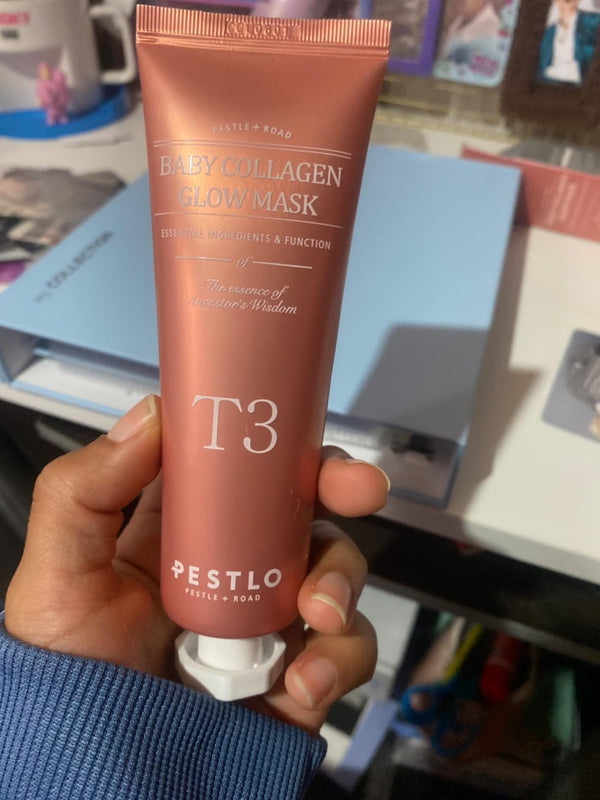 PESTLE + ROAD
BABY COLLAGEN
GLOW MASK
ESSENTIAL INGREDIENTS & FUNCTION
of
The essence of
Ancestor's Wisdom
T3
PESTLO
PESTLE + ROAD
COLLECTION